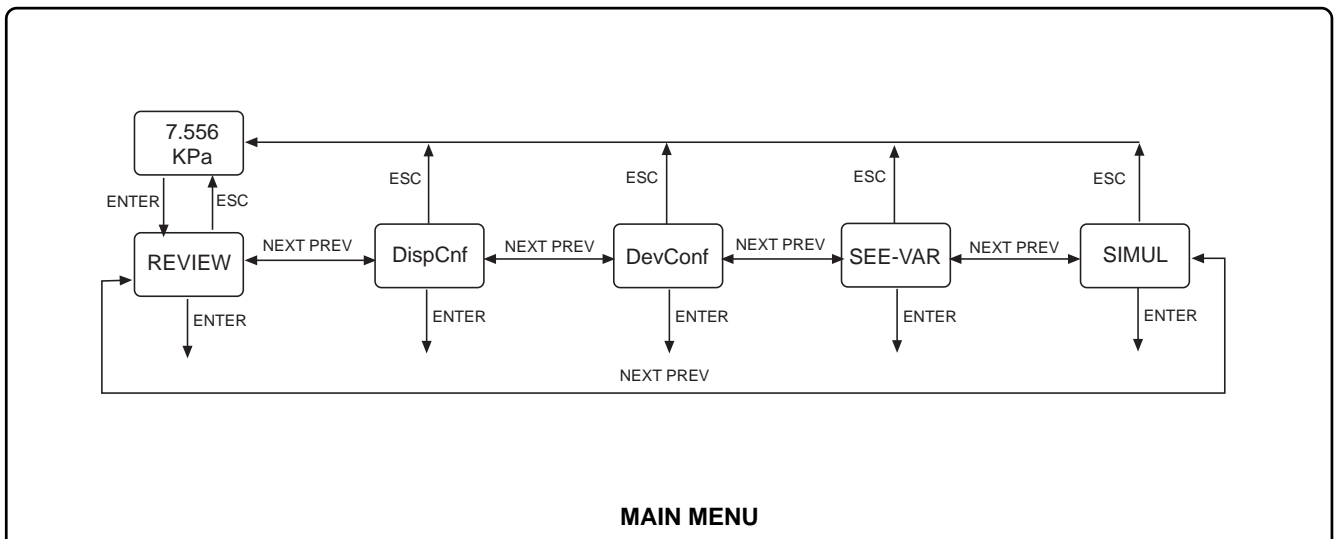 7.556
KPa
ESC ESC ESC ESC
ENTER ESC
REVIEW NEXT PREV DispCnf NEXT PREV DevConf NEXT PREV SEE-VAR NEXT PREV SIMUL
ENTER ENTER ENTER ENTER ENTER
NEXT PREV
MAIN MENU